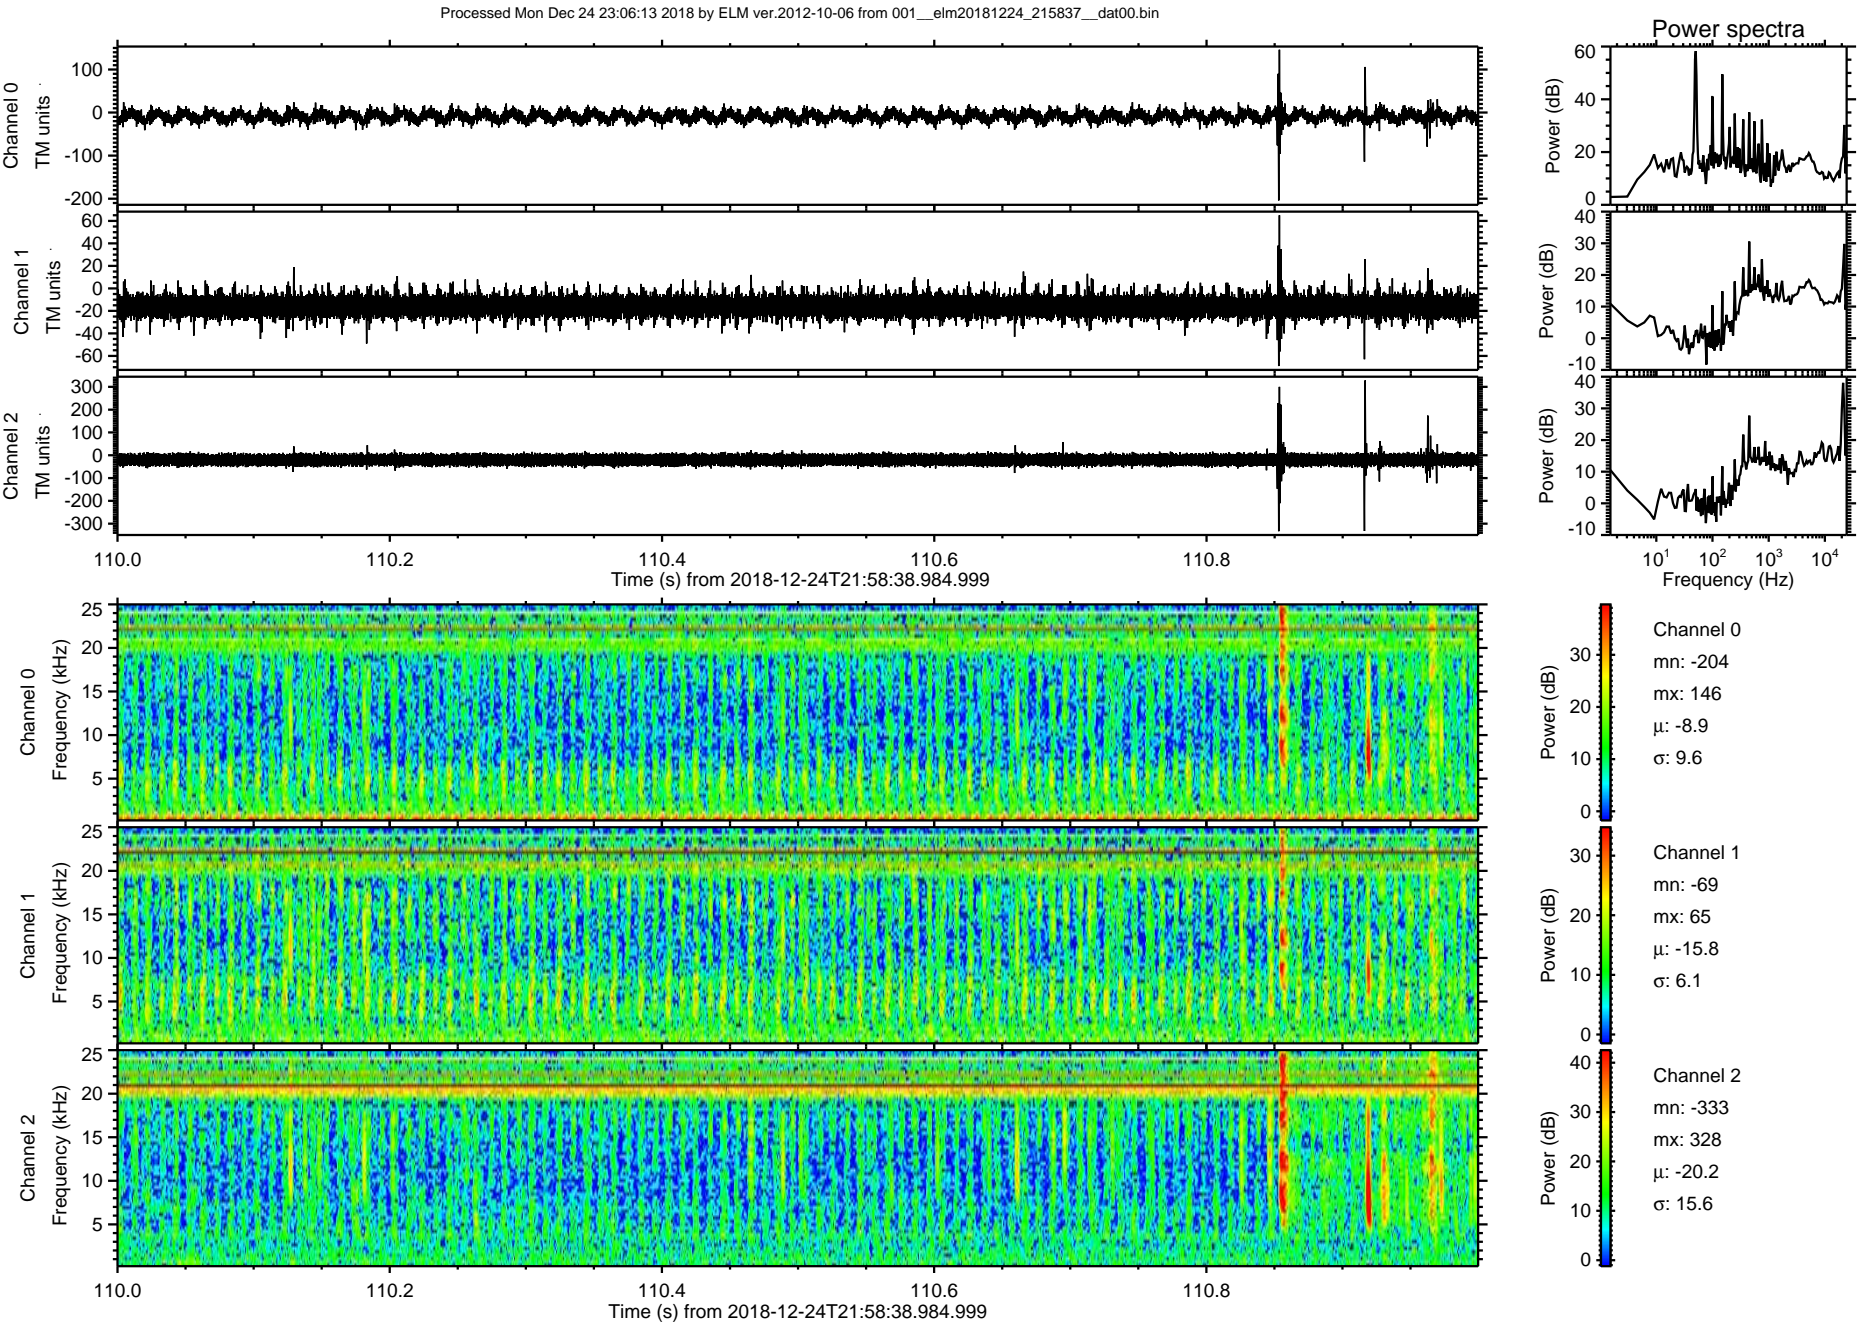 Processed Mon Dec 24 23:06:13 2018 by ELM ver.2012-10-06 from 001__elm20181224_215837__dat00.bin
Power spectra
Channel 0
TM units
100
0
-100
-200
Power (dB)
60
40
20
0
Channel 1
TM units
60
40
20
0
-20
-40
-60
Power (dB)
40
30
20
10
0
-10
Channel 2
TM units
300
200
100
0
-100
-200
-300
Power (dB)
40
30
20
10
0
-10
110.0 110.2 110.4 110.6 110.8
Time (s) from 2018-12-24T21:58:38.984.999
10^1 10^2 10^3 10^4
Frequency (Hz)
Channel 0
Frequency (kHz)
25
20
15
10
5
Power (dB)
30
20
10
0
Channel 0
mn: -204
mx: 146
μ: -8.9
σ: 9.6
Channel 1
Frequency (kHz)
25
20
15
10
5
Power (dB)
30
20
10
0
Channel 1
mn: -69
mx: 65
μ: -15.8
σ: 6.1
Channel 2
Frequency (kHz)
25
20
15
10
5
Power (dB)
40
30
20
10
0
Channel 2
mn: -333
mx: 328
μ: -20.2
σ: 15.6
110.0 110.2 110.4 110.6 110.8
Time (s) from 2018-12-24T21:58:38.984.999